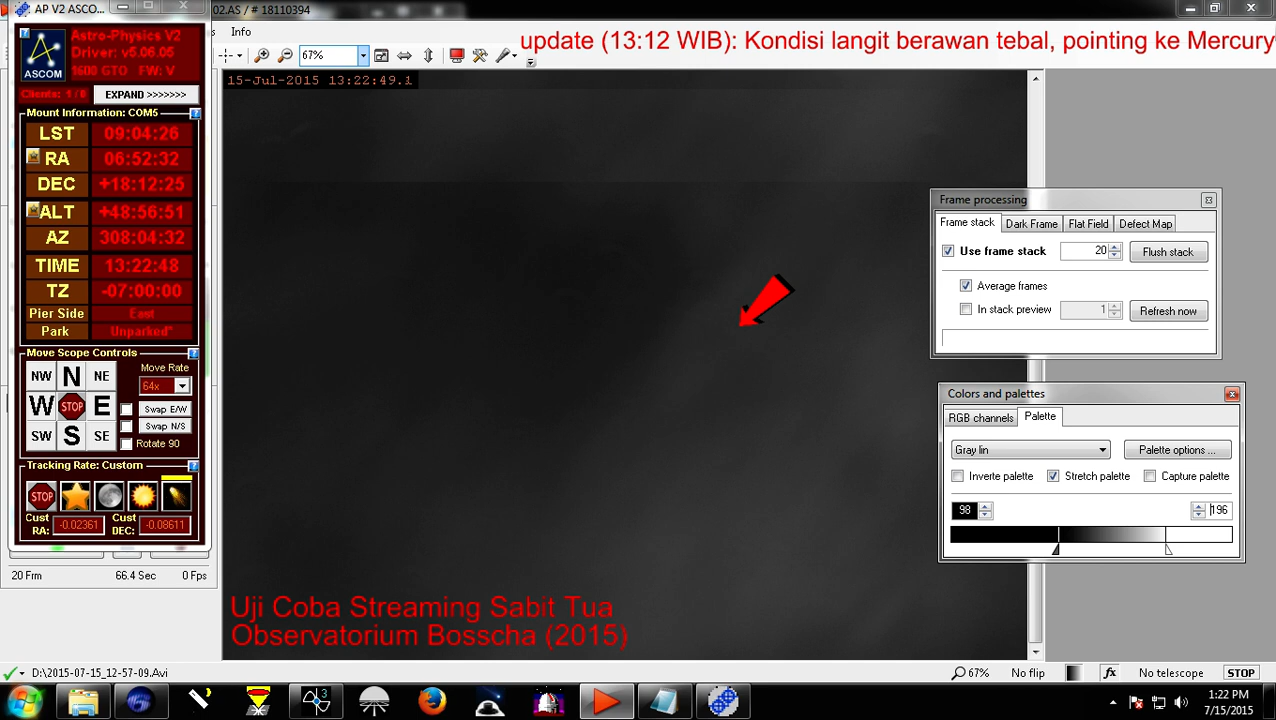 AP V2 ASCO...
02.AS / # 18110394
Info
67%
update (13:12 WIB): Kondisi langit berawan tebal, pointing ke Mercury
Astro-Physics V2
Driver: v5.06.05
1600 GTO FW: V
ASCOM
Clients: 1 / 0
EXPAND >>>>>>>
15-Jul-2015 13:22:49.1
Mount Information: COM5
LST 09:04:26
RA 06:52:32
DEC +18:12:25
ALT +48:56:51
AZ 308:04:32
TIME 13:22:48
TZ -07:00:00
Pier Side East
Park Unparked"
Move Scope Controls
NW N NE
W STOP E
SW S SE
Move Rate
64x
Swap E/W
Swap N/S
Rotate 90
Tracking Rate: Custom
STOP
Cust RA: -0.02361
Cust DEC: -0.08611
20 Frm 66.4 Sec 0 Fps
Frame processing
Frame stack Dark Frame Flat Field Defect Map
Use frame stack 20 Flush stack
Average frames
In stack preview 1 Refresh now
Colors and palettes
RGB channels Palette
Gray lin Palette options ...
Inverte palette Stretch palette Capture palette
98 196
Uji Coba Streaming Sabit Tua
Observatorium Bosscha (2015)
D:\2015-07-15_12-57-09.Avi
67% No flip fx No telescope STOP
1:22 PM
7/15/2015